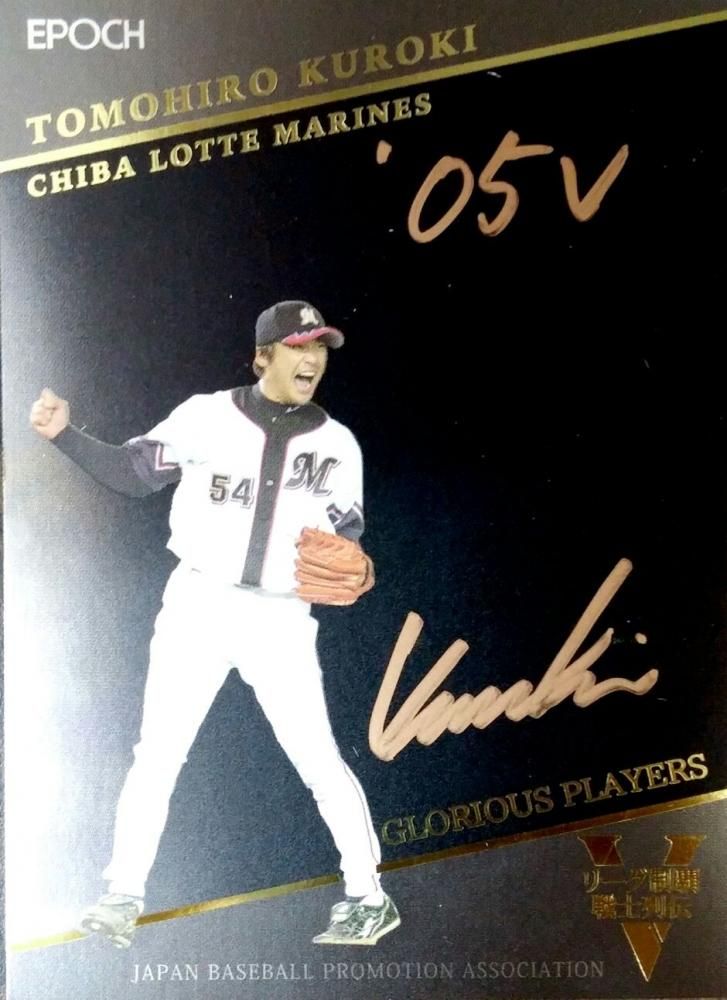 EPOCH
TOMOHIRO KUROKI
CHIBA LOTTE MARINES
'05 V
M
54 M
Kuroki
GLORIOUS PLAYERS
V
リーグ制覇
戦士列伝
JAPAN BASEBALL PROMOTION ASSOCIATION